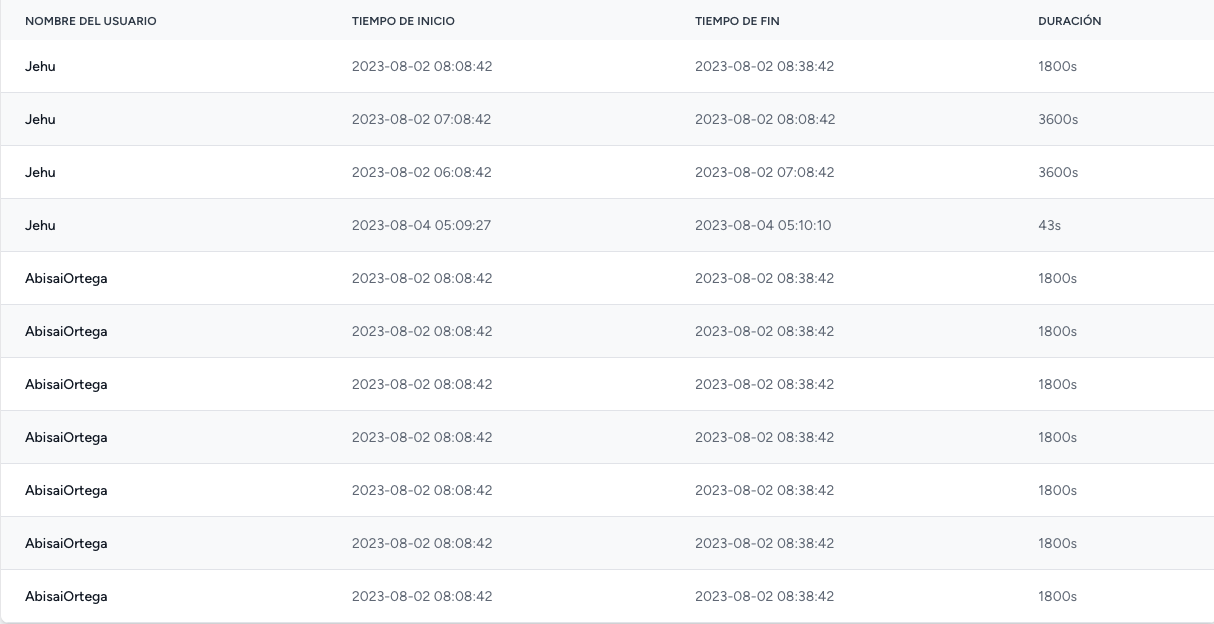 NOMBRE DEL USUARIO TIEMPO DE INICIO TIEMPO DE FIN DURACIÓN
Jehu 2023-08-02 08:08:42 2023-08-02 08:38:42 1800s
Jehu 2023-08-02 07:08:42 2023-08-02 08:08:42 3600s
Jehu 2023-08-02 06:08:42 2023-08-02 07:08:42 3600s
Jehu 2023-08-04 05:09:27 2023-08-04 05:10:10 43s
AbisaiOrtega 2023-08-02 08:08:42 2023-08-02 08:38:42 1800s
AbisaiOrtega 2023-08-02 08:08:42 2023-08-02 08:38:42 1800s
AbisaiOrtega 2023-08-02 08:08:42 2023-08-02 08:38:42 1800s
AbisaiOrtega 2023-08-02 08:08:42 2023-08-02 08:38:42 1800s
AbisaiOrtega 2023-08-02 08:08:42 2023-08-02 08:38:42 1800s
AbisaiOrtega 2023-08-02 08:08:42 2023-08-02 08:38:42 1800s
AbisaiOrtega 2023-08-02 08:08:42 2023-08-02 08:38:42 1800s